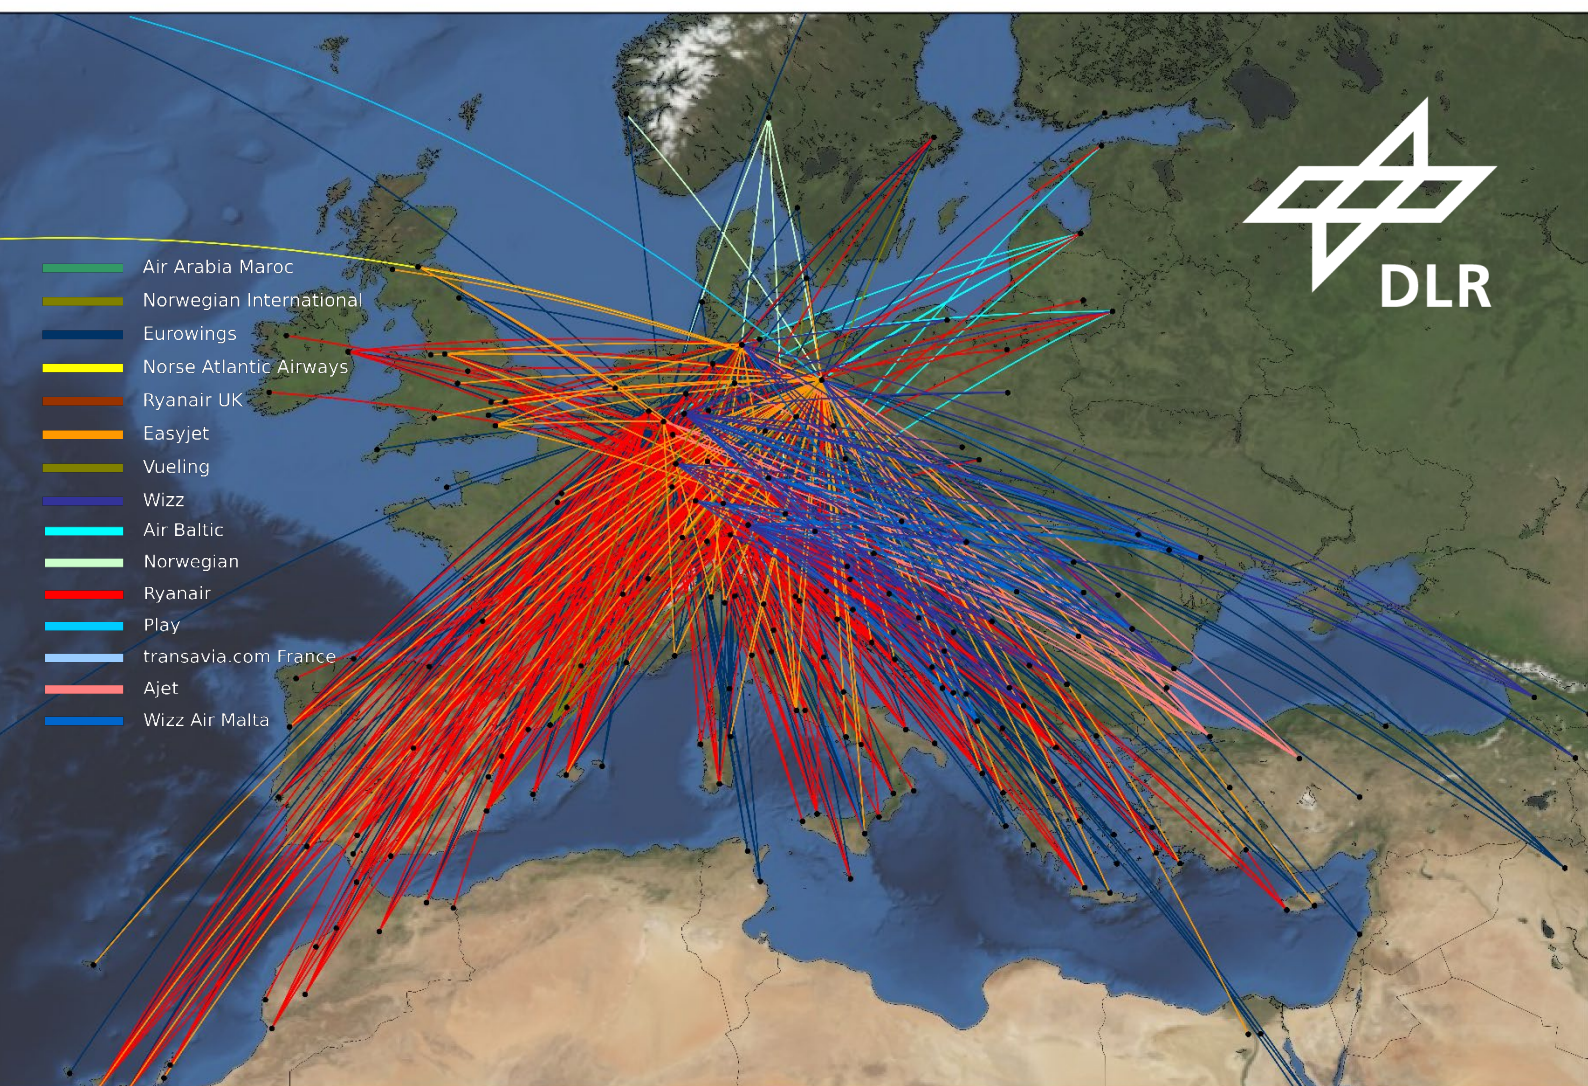 DLR
Air Arabia Maroc
Norwegian International
Eurowings
Norse Atlantic Airways
Ryanair UK
Easyjet
Vueling
Wizz
Air Baltic
Norwegian
Ryanair
Play
transavia.com France
Ajet
Wizz Air Malta